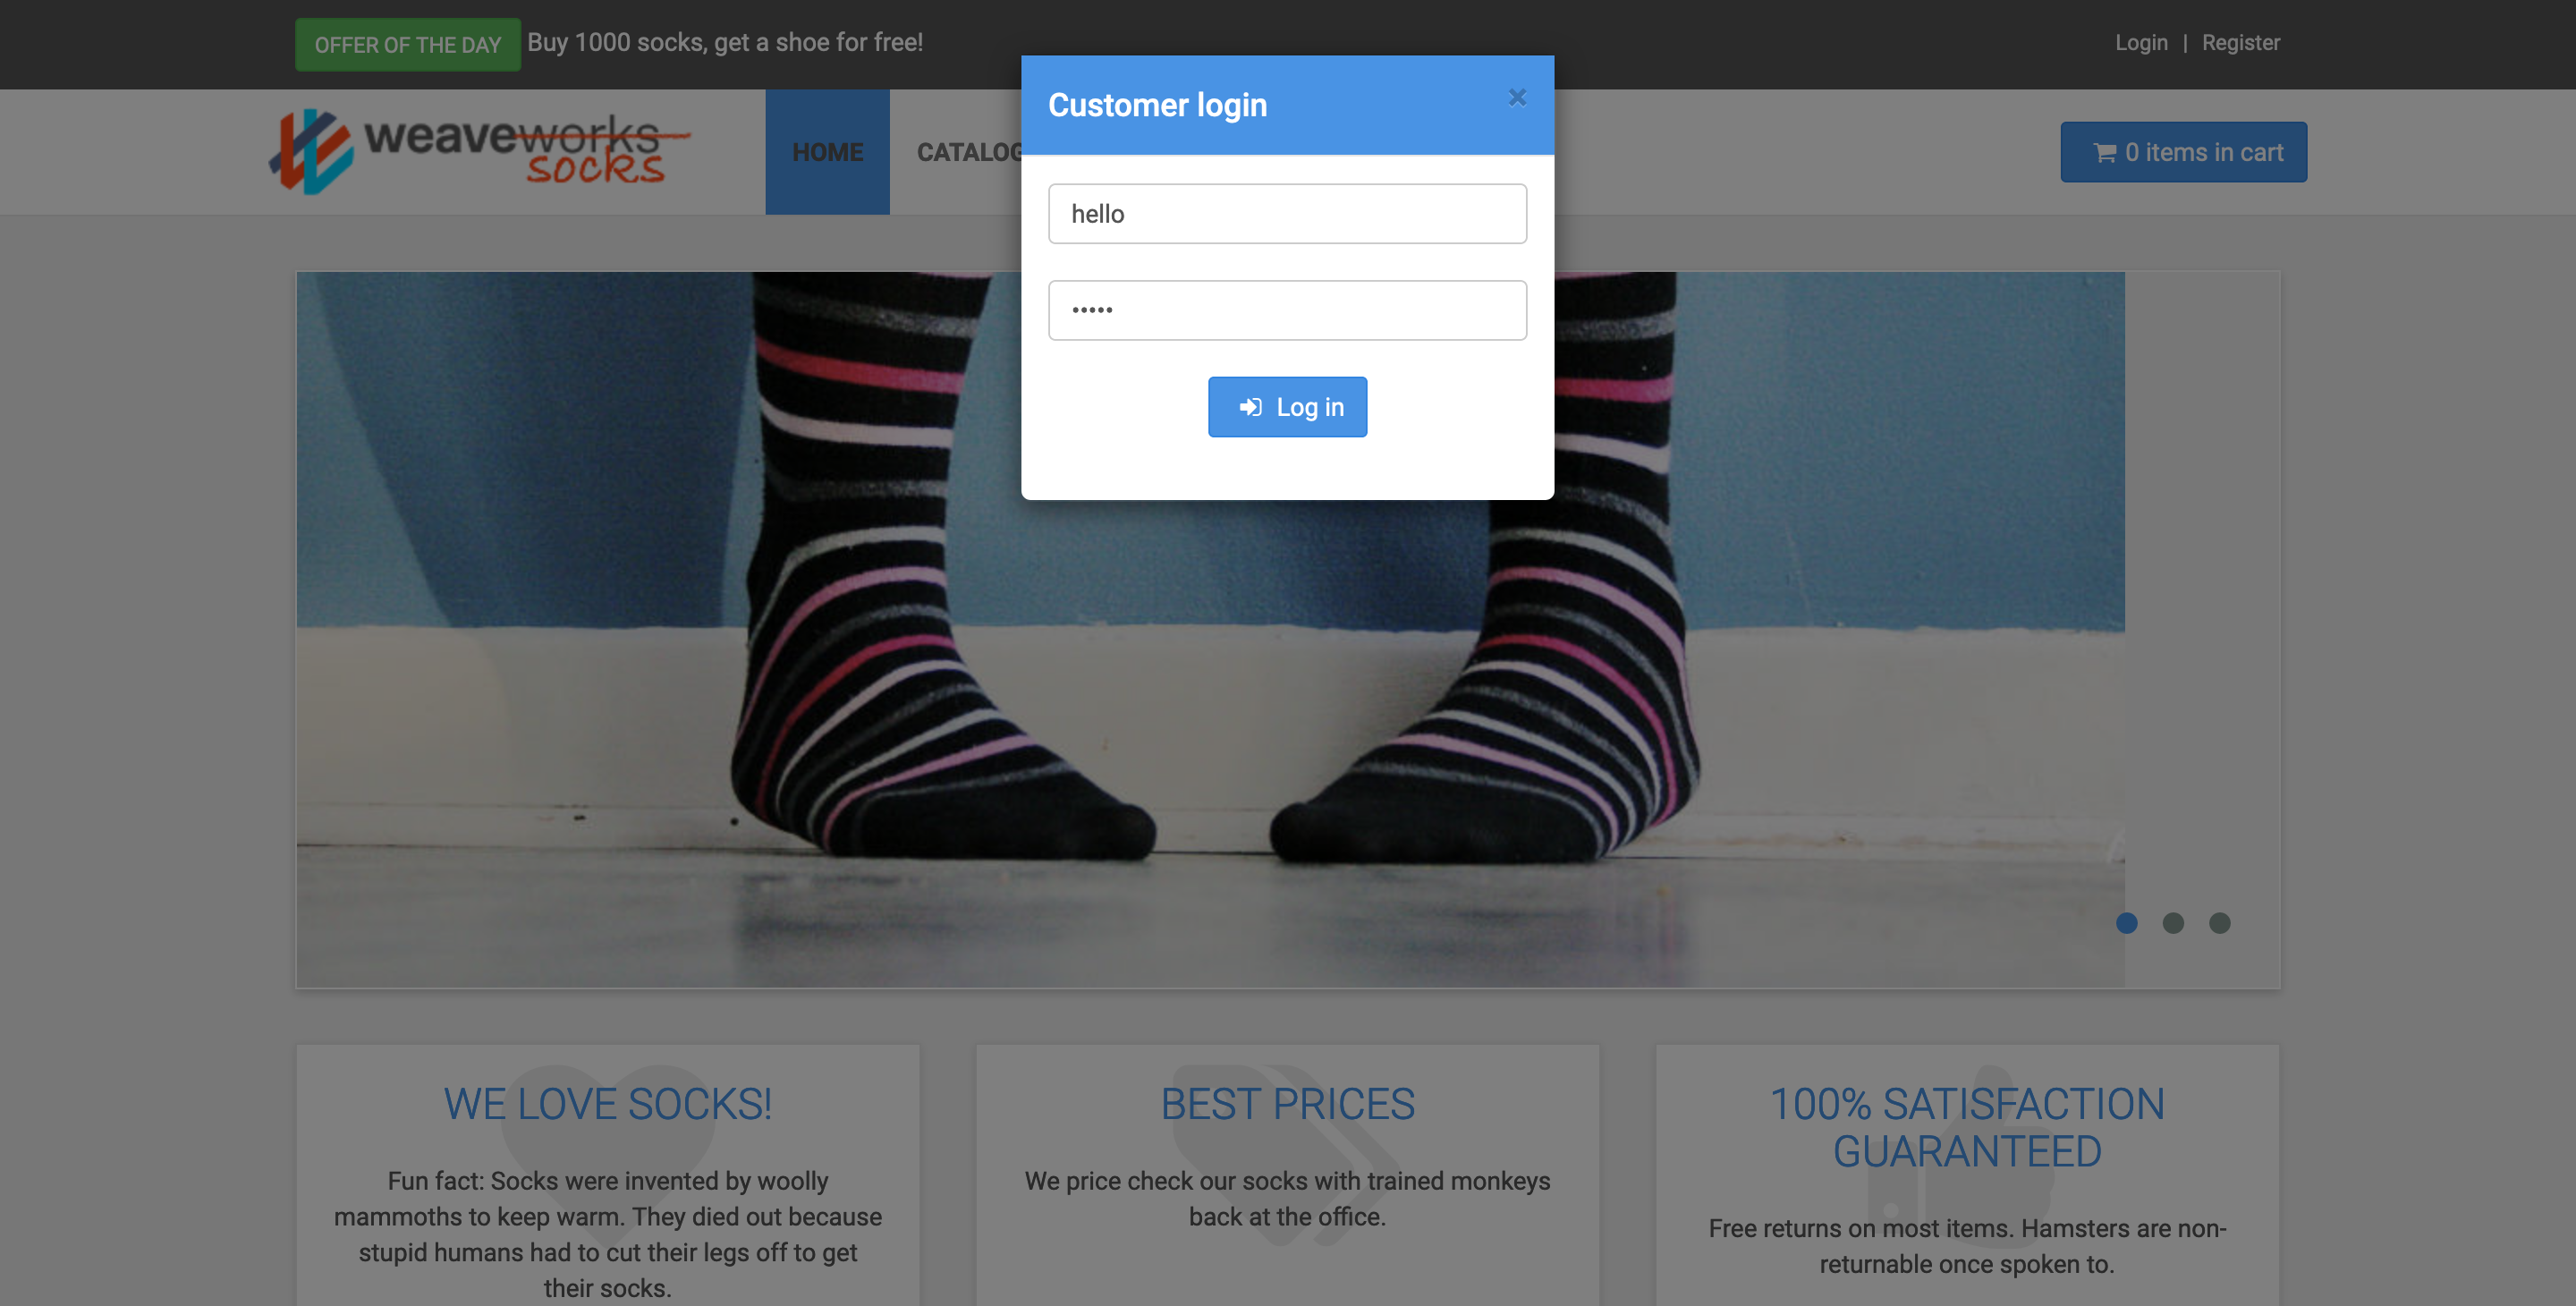 OFFER OF THE DAY Buy 1000 socks, get a shoe for free!
Login | Register
weaveworks
socks
HOME
CATALOG
0 items in cart
Customer login
×
hello
•••••
Log in
WE LOVE SOCKS!
Fun fact: Socks were invented by woolly
mammoths to keep warm. They died out because
stupid humans had to cut their legs off to get
their socks.
BEST PRICES
We price check our socks with trained monkeys
back at the office.
100% SATISFACTION
GUARANTEED
Free returns on most items. Hamsters are non-
returnable once spoken to.